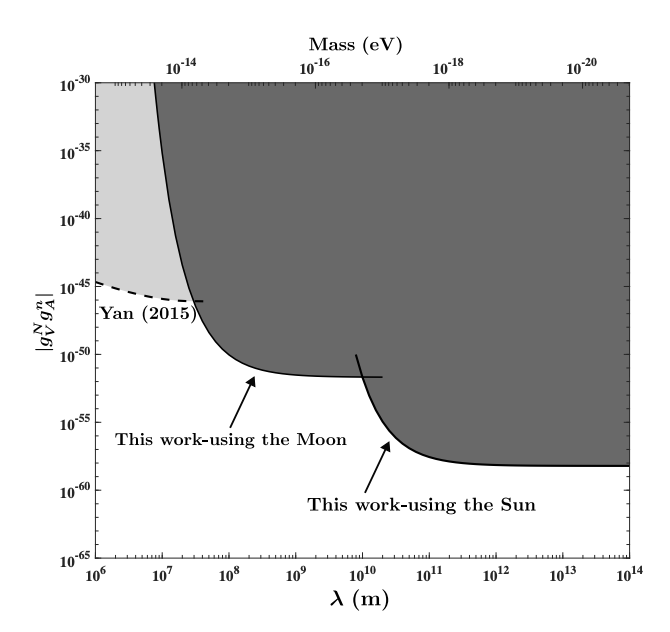 Mass (eV)
10^-14 10^-16 10^-18 10^-20
10^-30
10^-35
10^-40
10^-45
10^-50
10^-55
10^-60
10^-65
|g_V^N g_A^n|
Yan (2015)
This work-using the Moon
This work-using the Sun
10^6 10^7 10^8 10^9 10^10 10^11 10^12 10^13 10^14
λ (m)